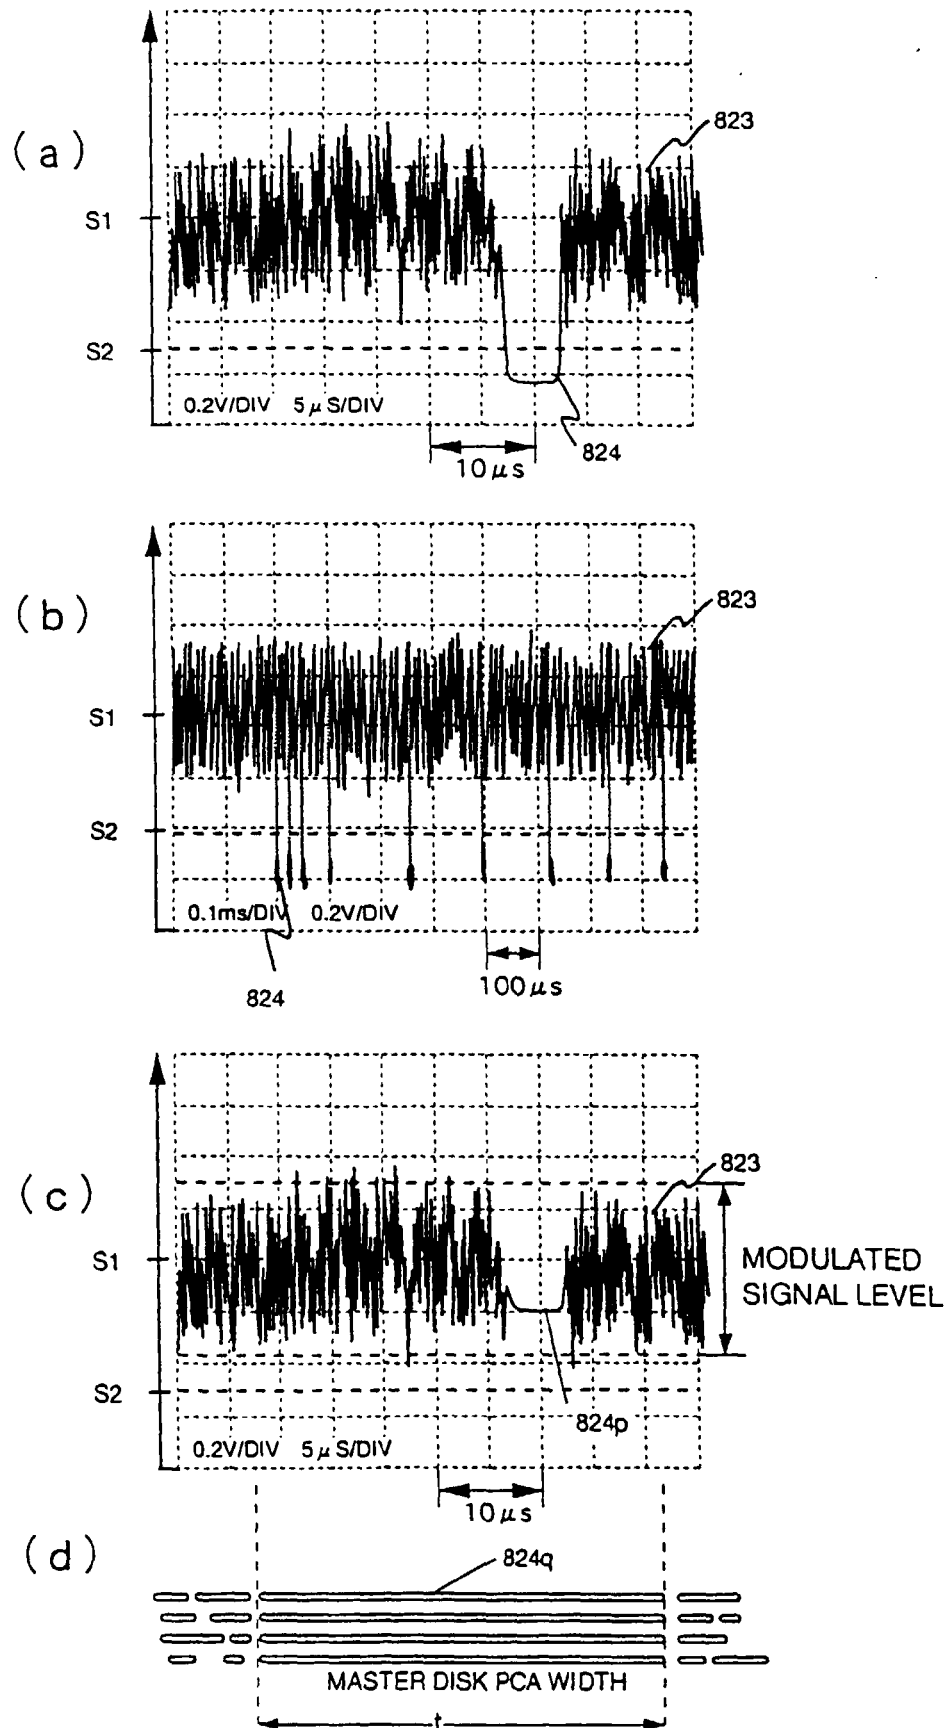 (a)
823
S1
S2
0.2V/DIV 5μS/DIV
824
10μs
(b)
823
S1
S2
0.1ms/DIV 0.2V/DIV
824
100μs
(c)
823
S1
MODULATED
SIGNAL LEVEL
S2
824p
0.2V/DIV 5μS/DIV
10μs
(d)
824q
MASTER DISK PCA WIDTH
t